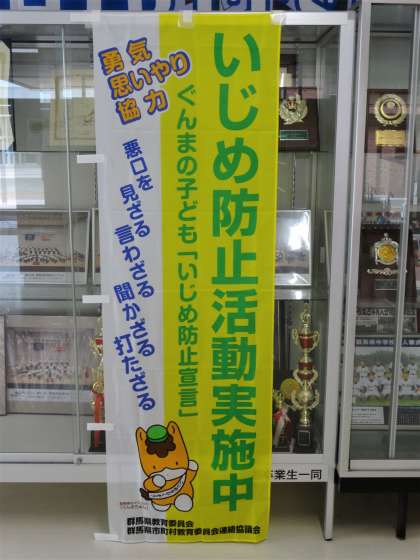 いじめ防止活動実施中
ぐんまの子ども「いじめ防止宣言」
勇気
思いやり
協力
悪口を 見ざる 言わざる 聞かざる 打たざる
群馬県教育委員会
群馬県市町村教育委員会連絡協議会
卒業生一同